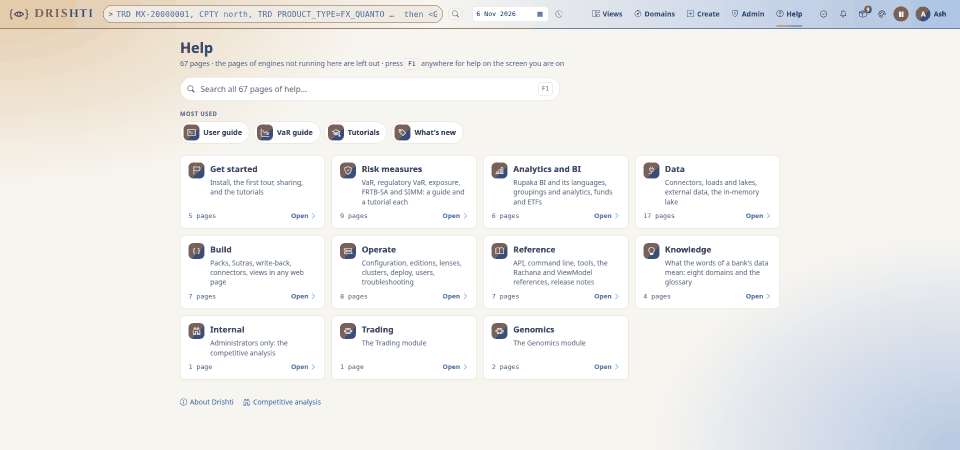 DRISHTI
> TRD MX-20000001, CPTY north, TRD PRODUCT_TYPE=FX_QUANTO … then <G
6 Nov 2026
Views
Domains
Create
Admin
Help
A
Ash
Help
67 pages · the pages of engines not running here are left out · press F1 anywhere for help on the screen you are on
Search all 67 pages of help...
F1
MOST USED
User guide
VaR guide
Tutorials
What's new
Get started
Install, the first tour, sharing,
and the tutorials
5 pages
Open
Risk measures
VaR, regulatory VaR, exposure,
FRTB-SA and SIMM: a guide and
a tutorial each
9 pages
Open
Analytics and BI
Rupaka BI and its languages,
groupings and analytics, funds
and ETFs
6 pages
Open
Data
Connectors, loads and lakes,
external data, the in-memory
lake
17 pages
Open
Build
Packs, Sutras, write-back,
connectors, views in any web
page
7 pages
Open
Operate
Configuration, editions, lenses,
clusters, deploy, users,
troubleshooting
8 pages
Open
Reference
API, command line, tools, the
Rachana and ViewModel
references, release notes
7 pages
Open
Knowledge
What the words of a bank's data
mean: eight domains and the
glossary
4 pages
Open
Internal
Administrators only: the
competitive analysis
1 page
Open
Trading
The Trading module
1 page
Open
Genomics
The Genomics module
2 pages
Open
About Drishti
Competitive analysis